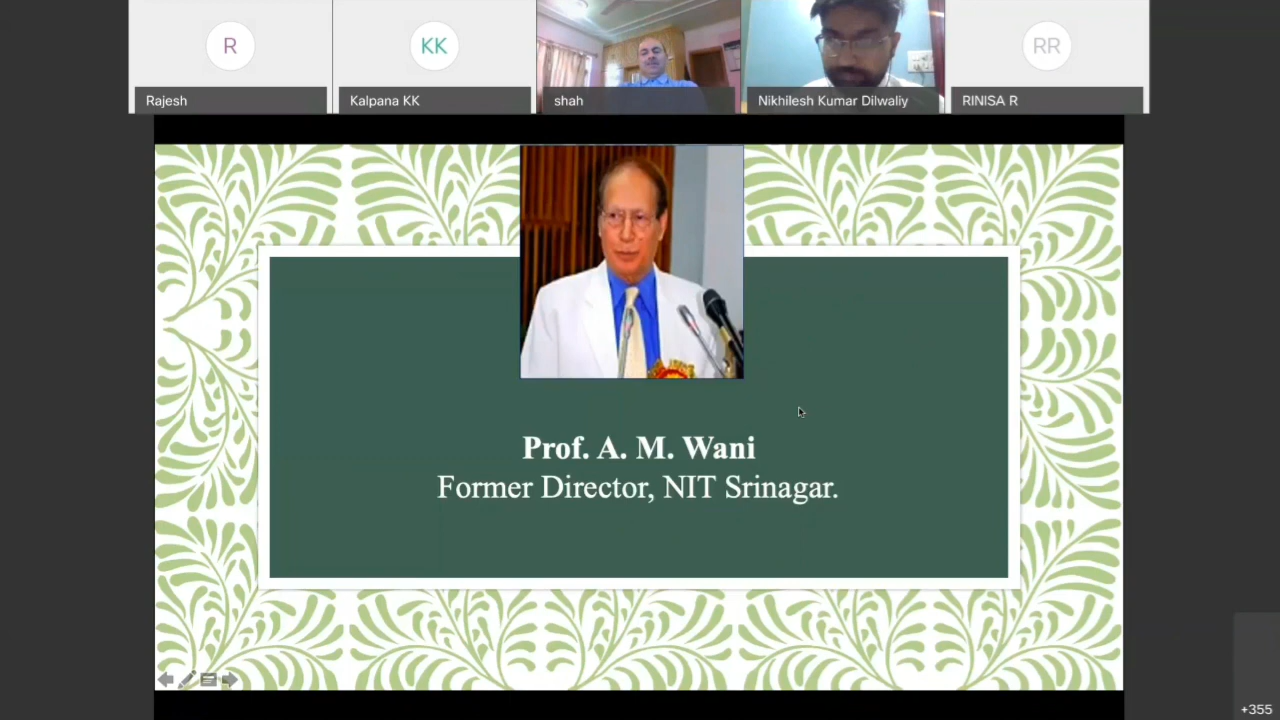 R
KK
RR
Rajesh
Kalpana KK
shah
Nikhilesh Kumar Dilwaliy
RINISA R
Prof. A. M. Wani
Former Director, NIT Srinagar.
+355